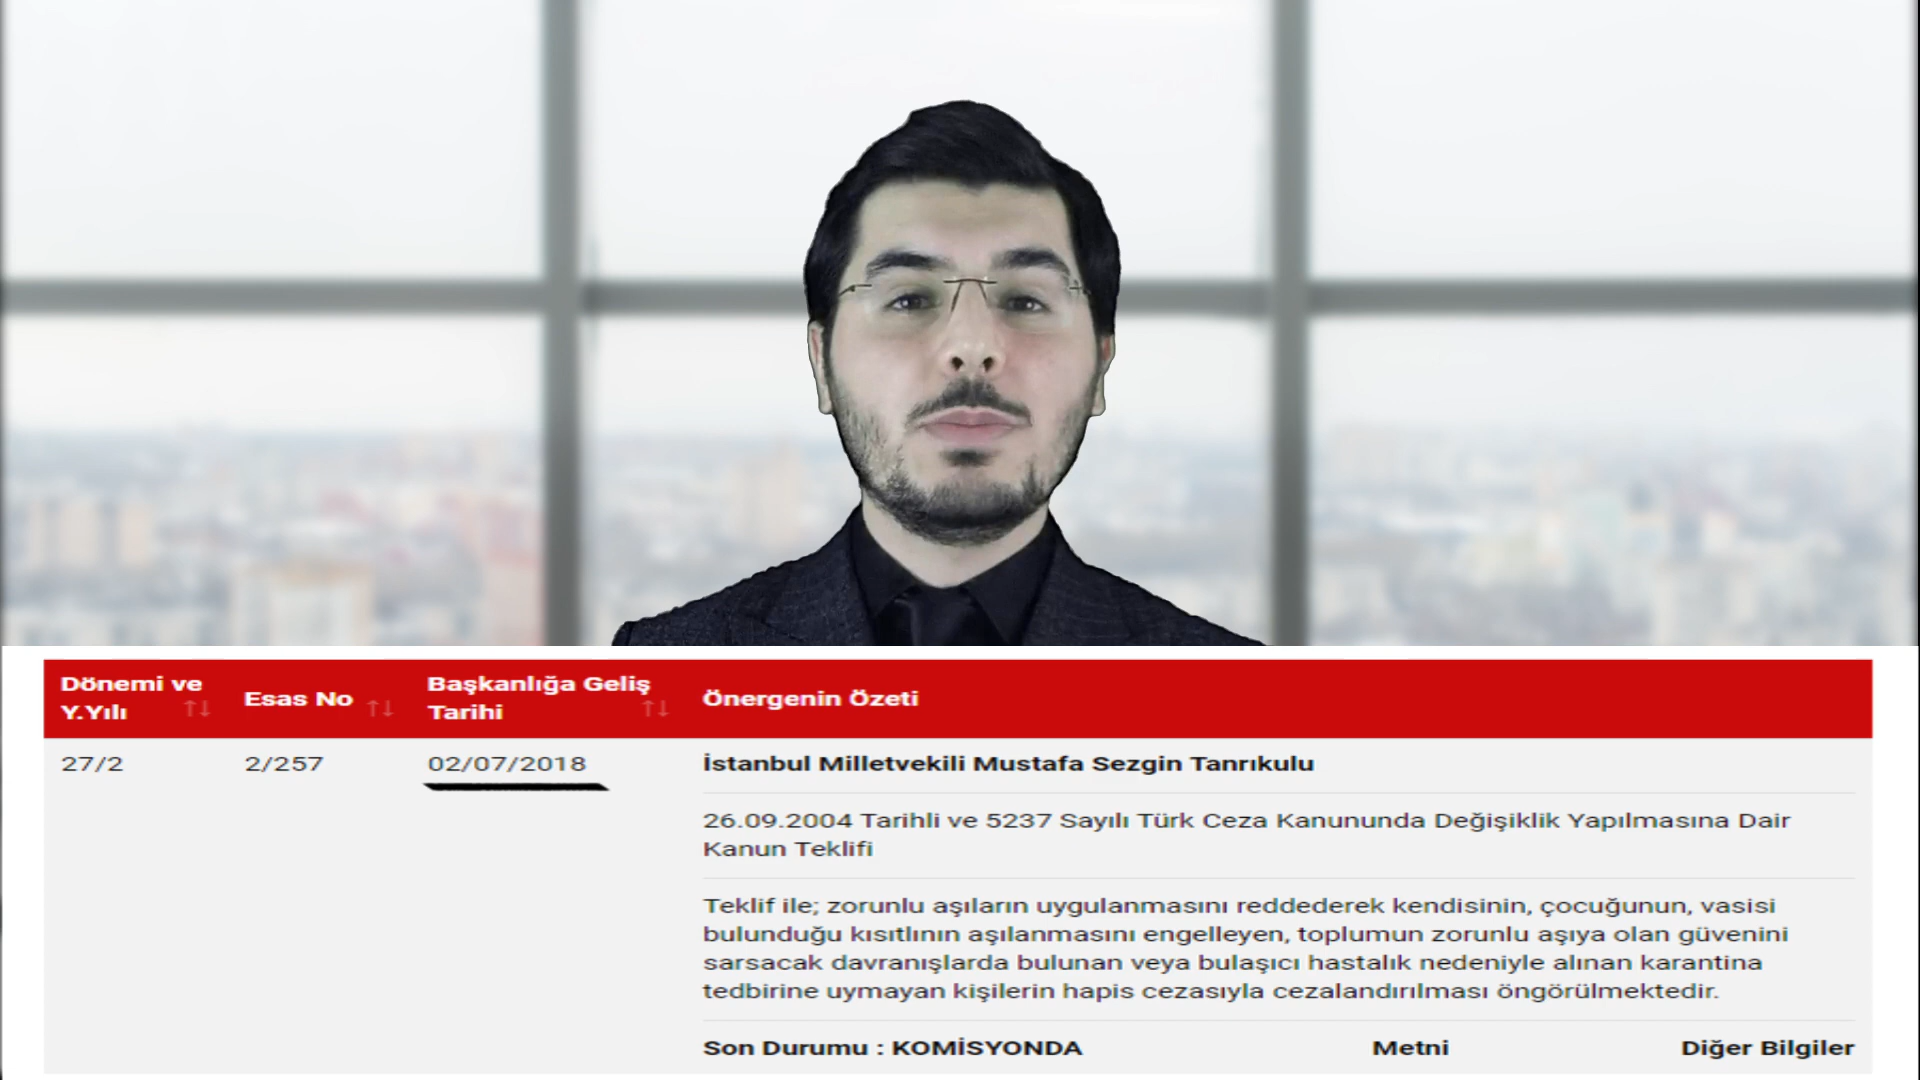 Dönemi ve
Y.Yılı
Esas No
Başkanlığa Geliş
Tarihi
Önergenin Özeti
27/2
2/257
02/07/2018
İstanbul Milletvekili Mustafa Sezgin Tanrıkulu
26.09.2004 Tarihli ve 5237 Sayılı Türk Ceza Kanununda Değişiklik Yapılmasına Dair
Kanun Teklifi
Teklif ile; zorunlu aşıların uygulanmasını reddederek kendisinin, çocuğunun, vasisi
bulunduğu kısıtlının aşılanmasını engelleyen, toplumun zorunlu aşıya olan güvenini
sarsacak davranışlarda bulunan veya bulaşıcı hastalık nedeniyle alınan karantina
tedbirine uymayan kişilerin hapis cezasıyla cezalandırılması öngörülmektedir.
Son Durumu : KOMİSYONDA
Metni
Diğer Bilgiler